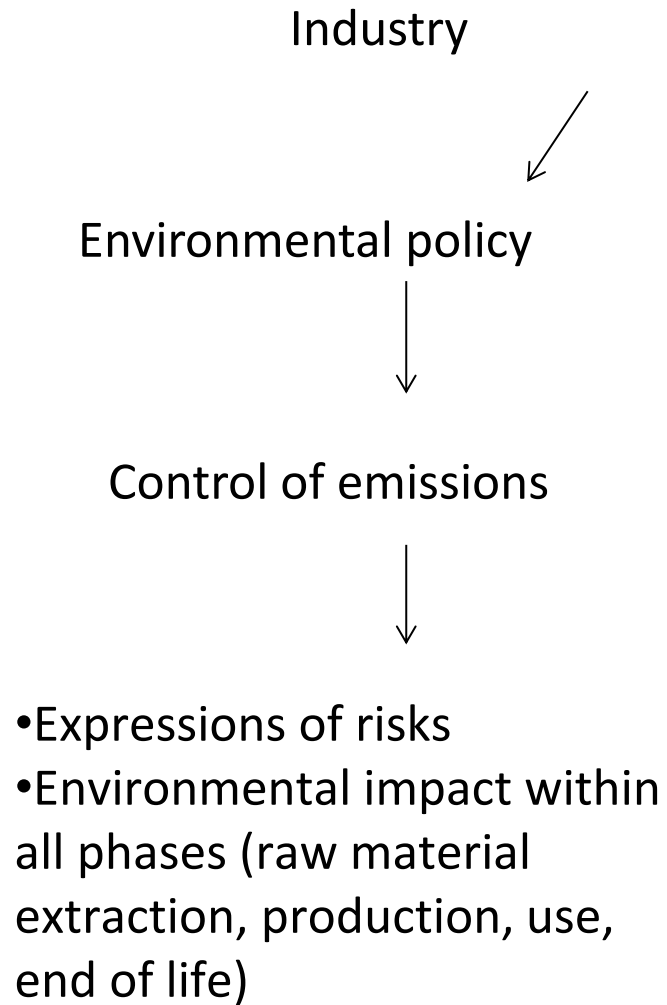 Industry
Environmental policy
Control of emissions
•Expressions of risks
•Environmental impact within
all phases (raw material
extraction, production, use,
end of life)